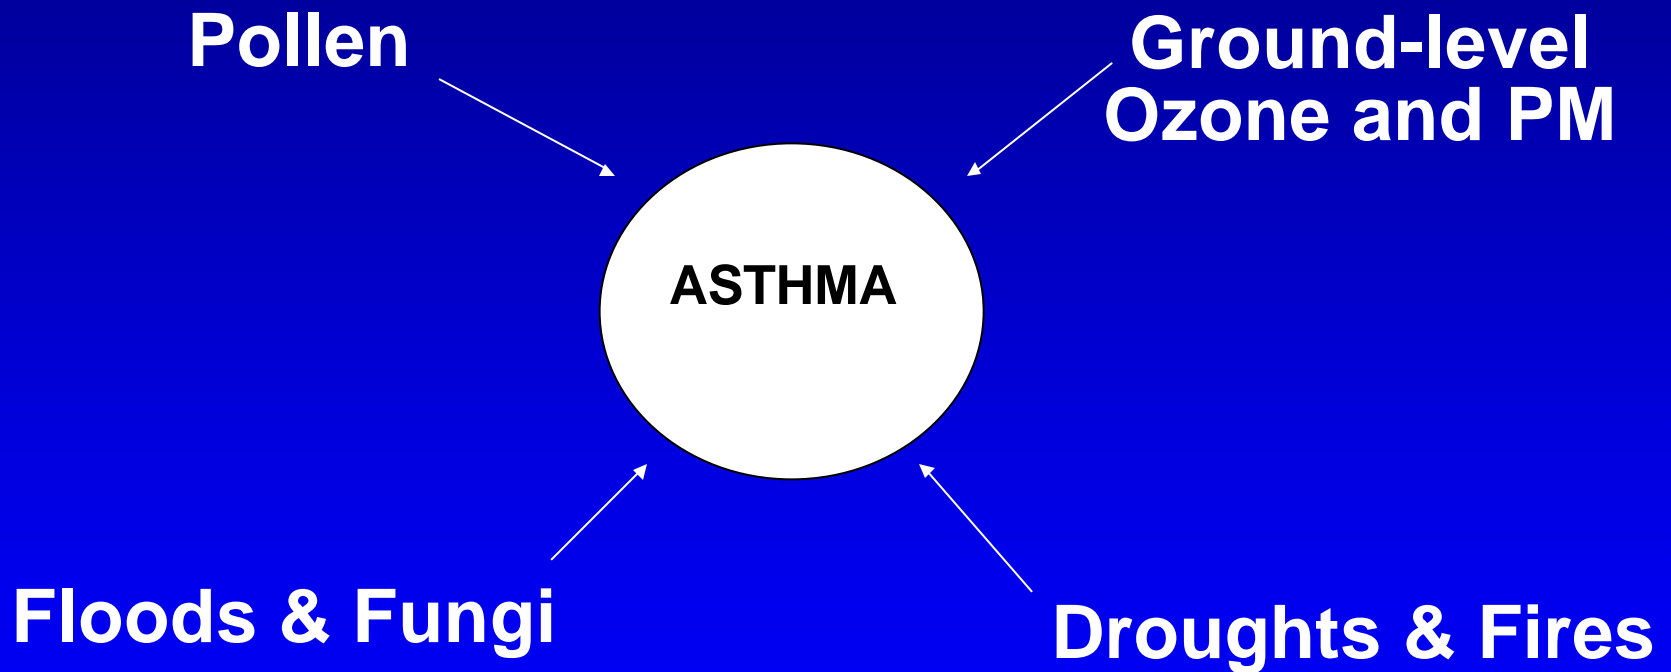 Pollen
Ground-level
Ozone and PM
ASTHMA
Floods & Fungi
Droughts & Fires